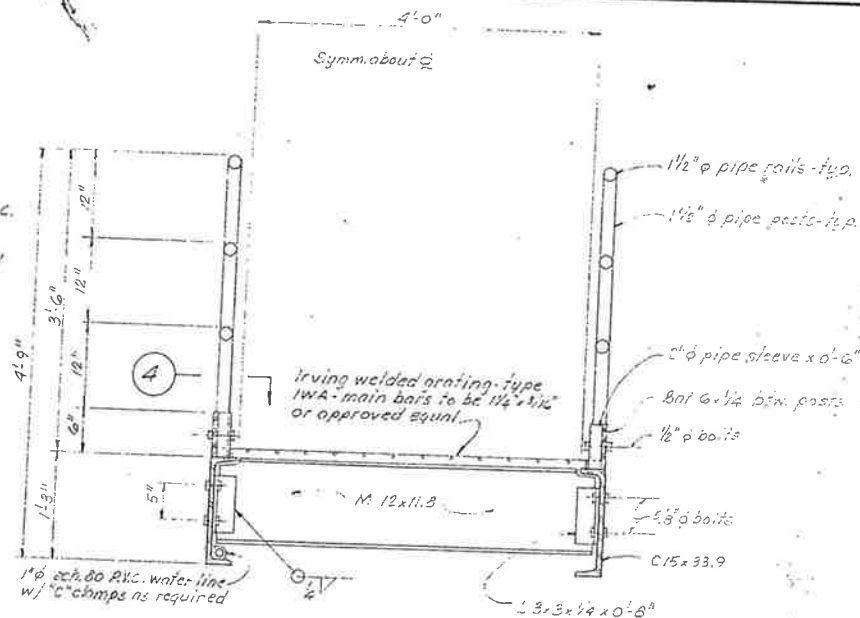 4'-0"
Symm. about ℄
1½" φ pipe rails - typ.
1½" φ pipe posts - typ.
12"
12"
3'-6"
4'-9"
12"
6"
4
Irving welded grating - type
IWA - main bars to be 1¼" x 3/16"
or approved equal
2" φ pipe sleeve x 0'-6"
Bar 6 x ¼ btw. posts
½" φ bolts
1'-3"
5"
M 12 x 11.8
5/8" φ bolts
C 15 x 33.9
1" φ sch. 80 P.V.C. water line
w/ "C" clamps as required
¼
L 3 x 3 x ¼ x 0'-8"